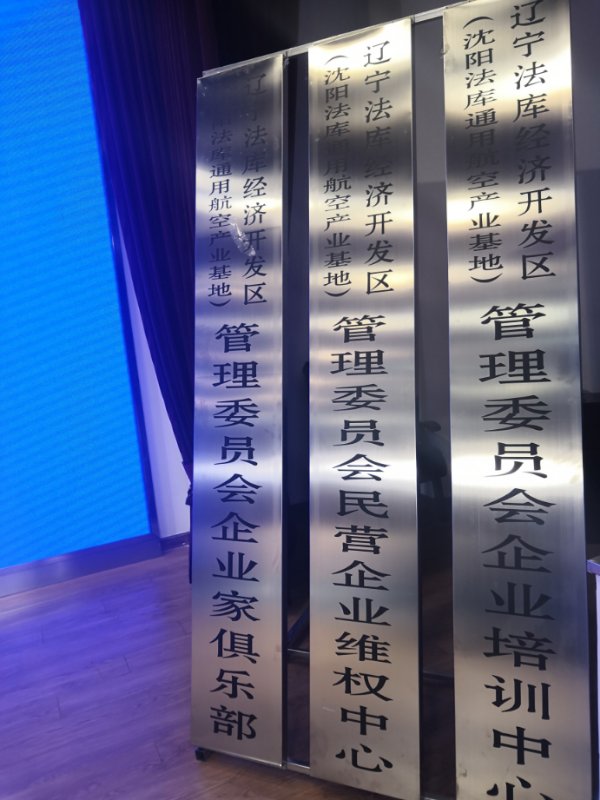 辽宁法库经济开发区
法库通用航空产业基地）
管理委员会企业家俱乐部
辽宁法库经济开发区
（沈阳法库通用航空产业基地）
管理委员会民营企业维权中心
辽宁法库经济开发区
（沈阳法库通用航空产业基地）
管理委员会企业培训中心